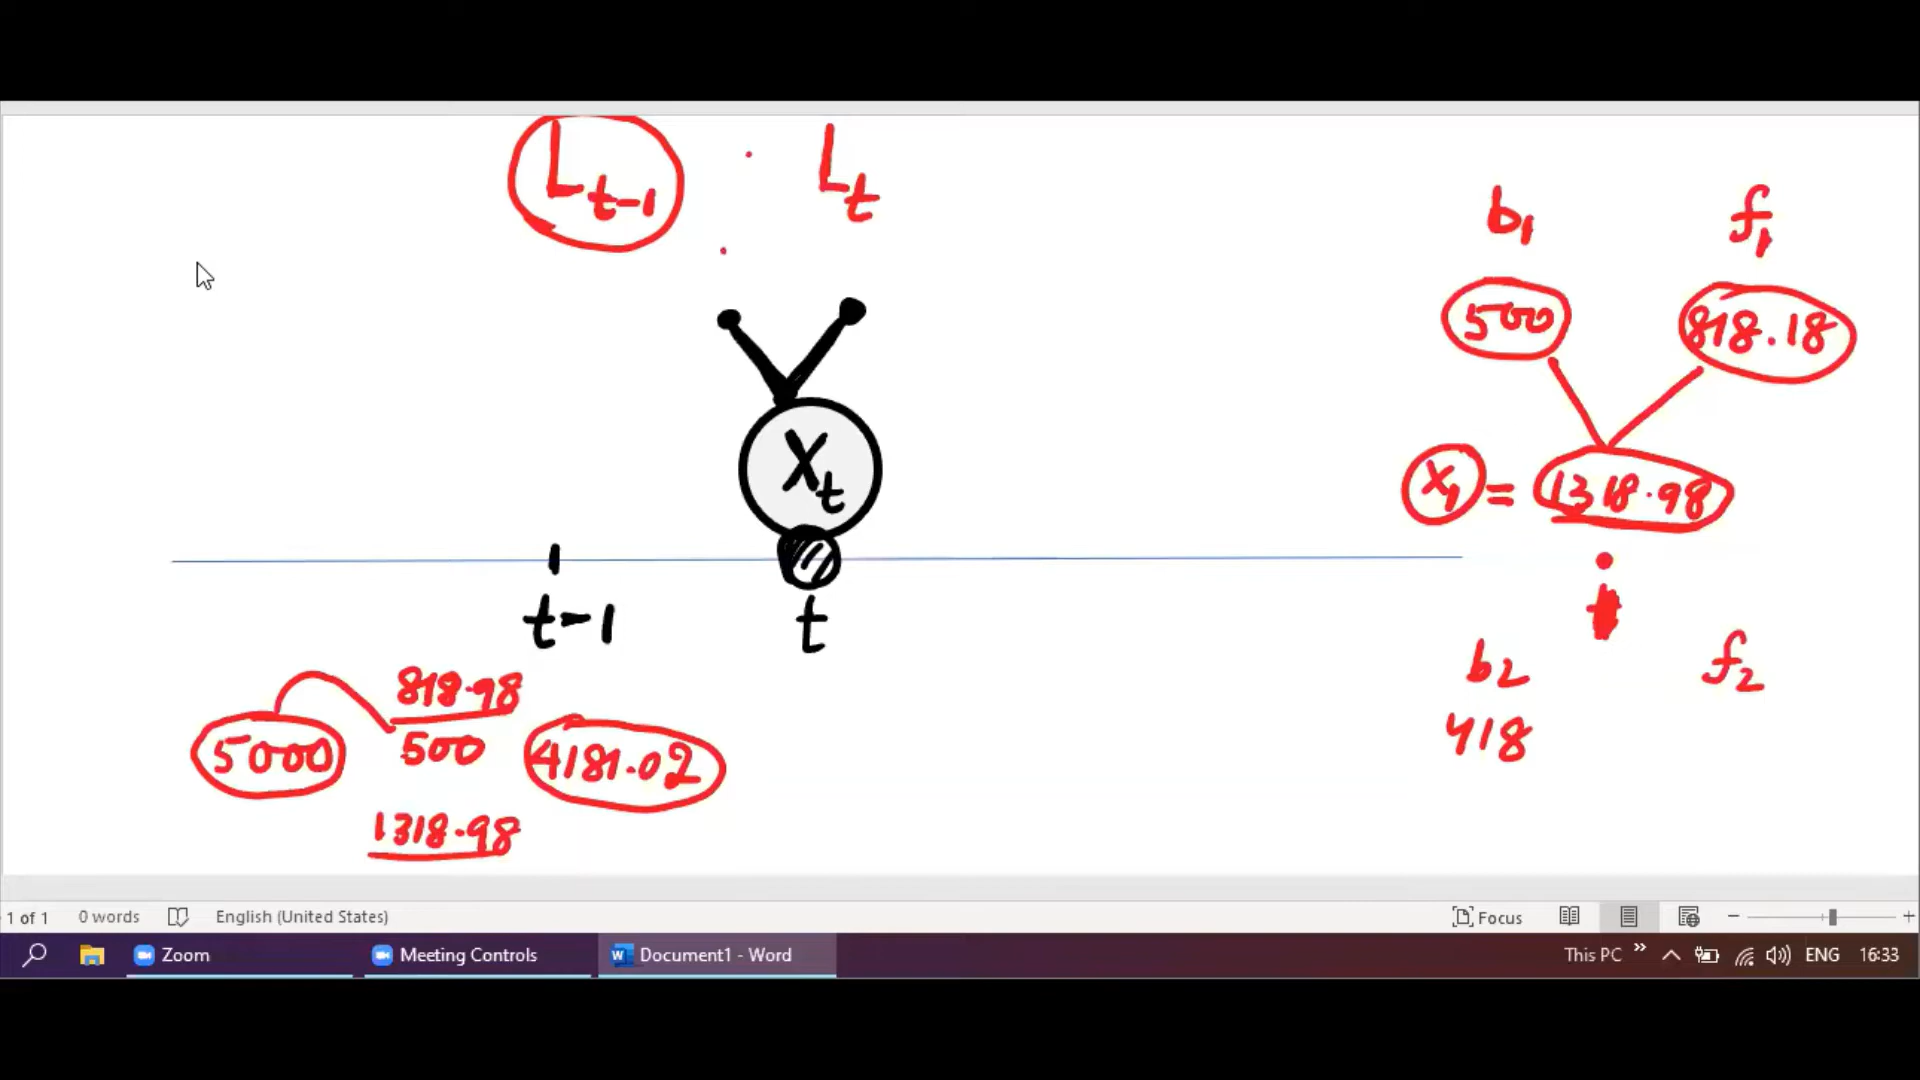 L t-1 L t
b1 f1
500 818.18
Xt
X1 = 1318.98
t-1 t
b2 f2
818.98
5000 500 4181.02
418
1318.98
1 of 1 0 words English (United States) Focus
Zoom Meeting Controls Document1 - Word This PC ENG 16:33